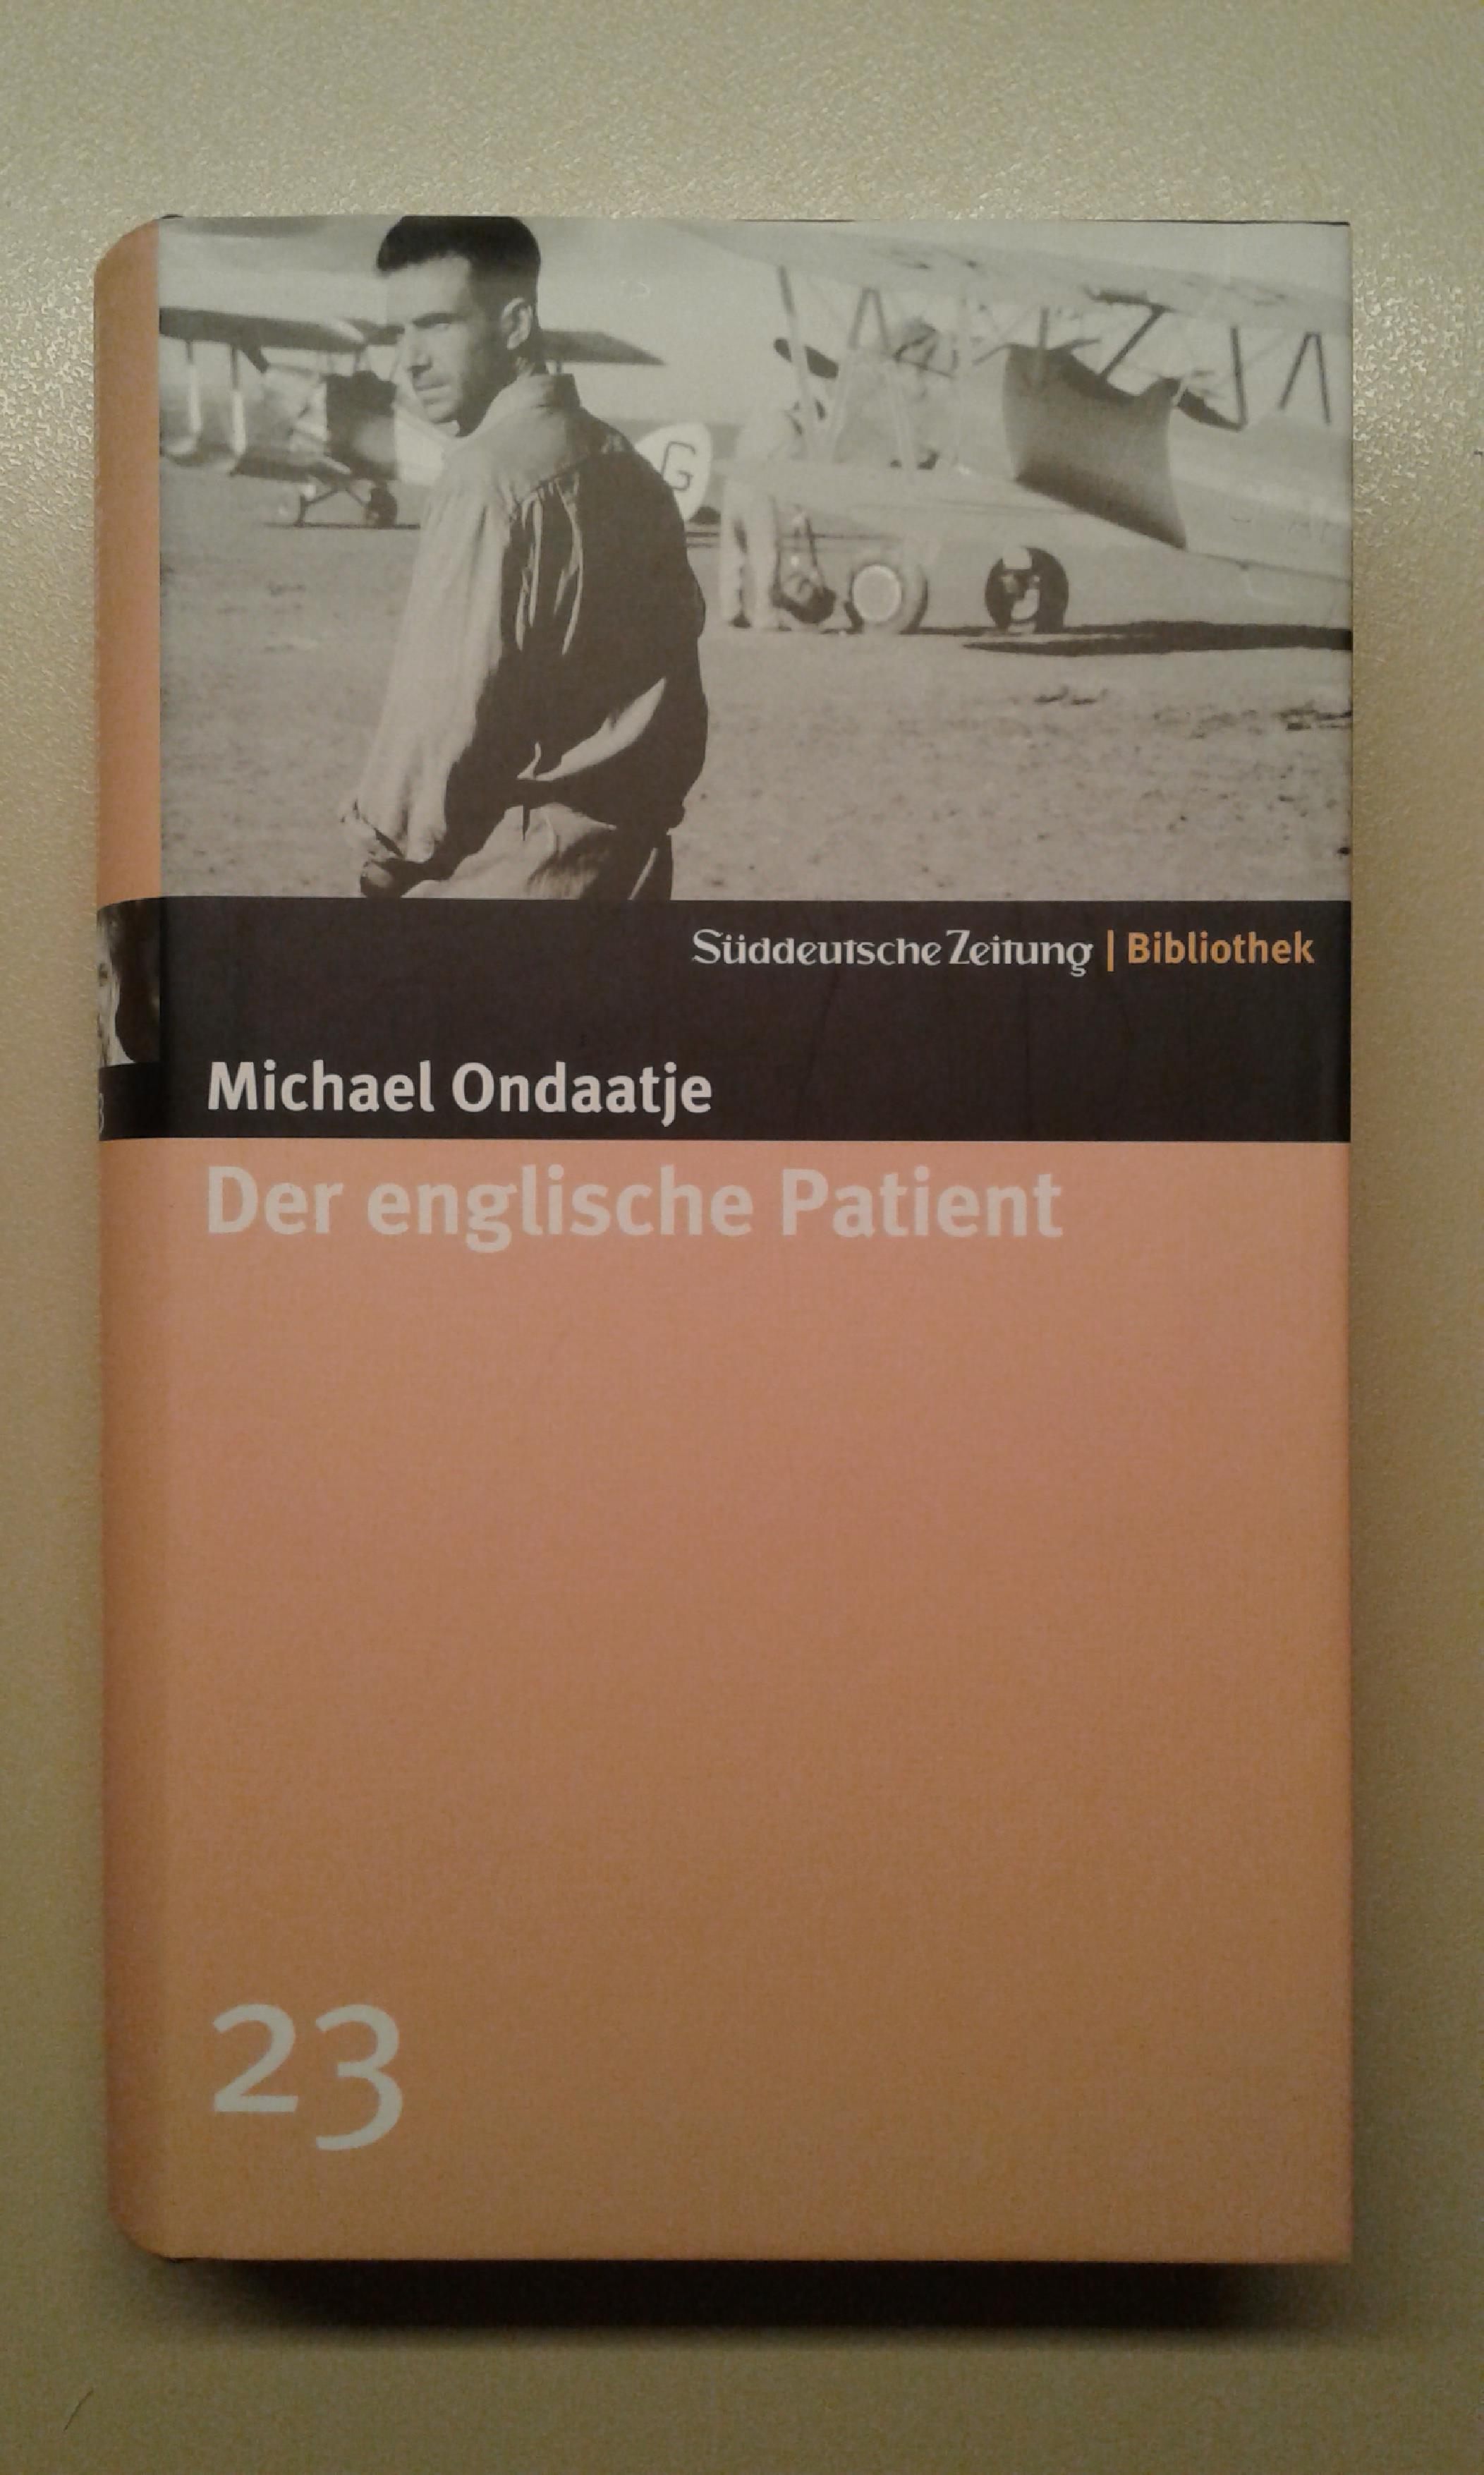 G
Süddeutsche Zeitung | Bibliothek
Michael Ondaatje
Der englische Patient
23